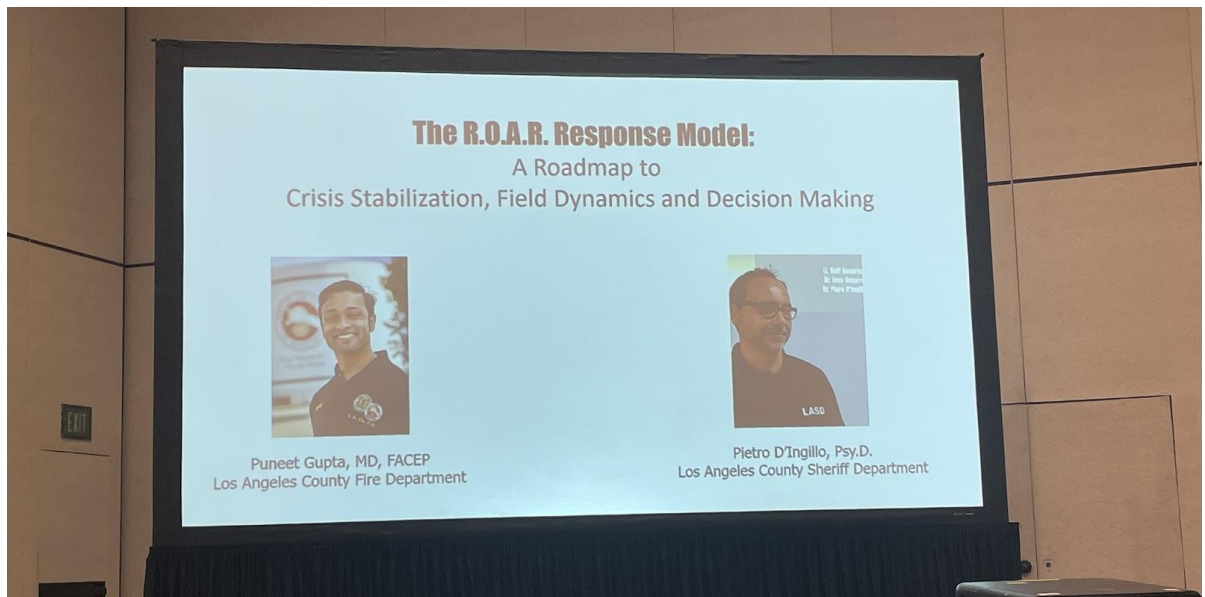 The R.O.A.R. Response Model:
A Roadmap to
Crisis Stabilization, Field Dynamics and Decision Making
LASD
Puneet Gupta, MD, FACEP
Los Angeles County Fire Department
Pietro D'Ingillo, Psy.D.
Los Angeles County Sheriff Department
EXIT